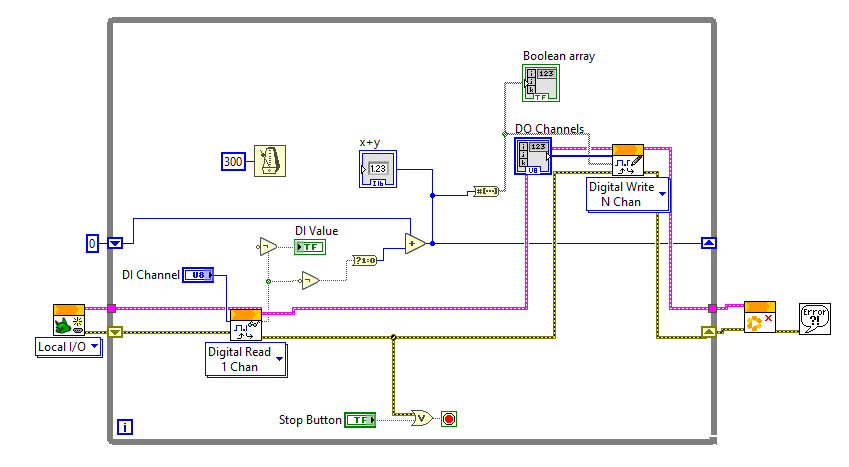 Boolean array
123
TF
DO Channels
123
U8
x+y
1.23
I16
300
Digital Write
N Chan
0
DI Value
TF
#[...]
+
?1:0
DI Channel
U8
Local I/O
Digital Read
1 Chan
Error
?!
Stop Button
TF
V
i